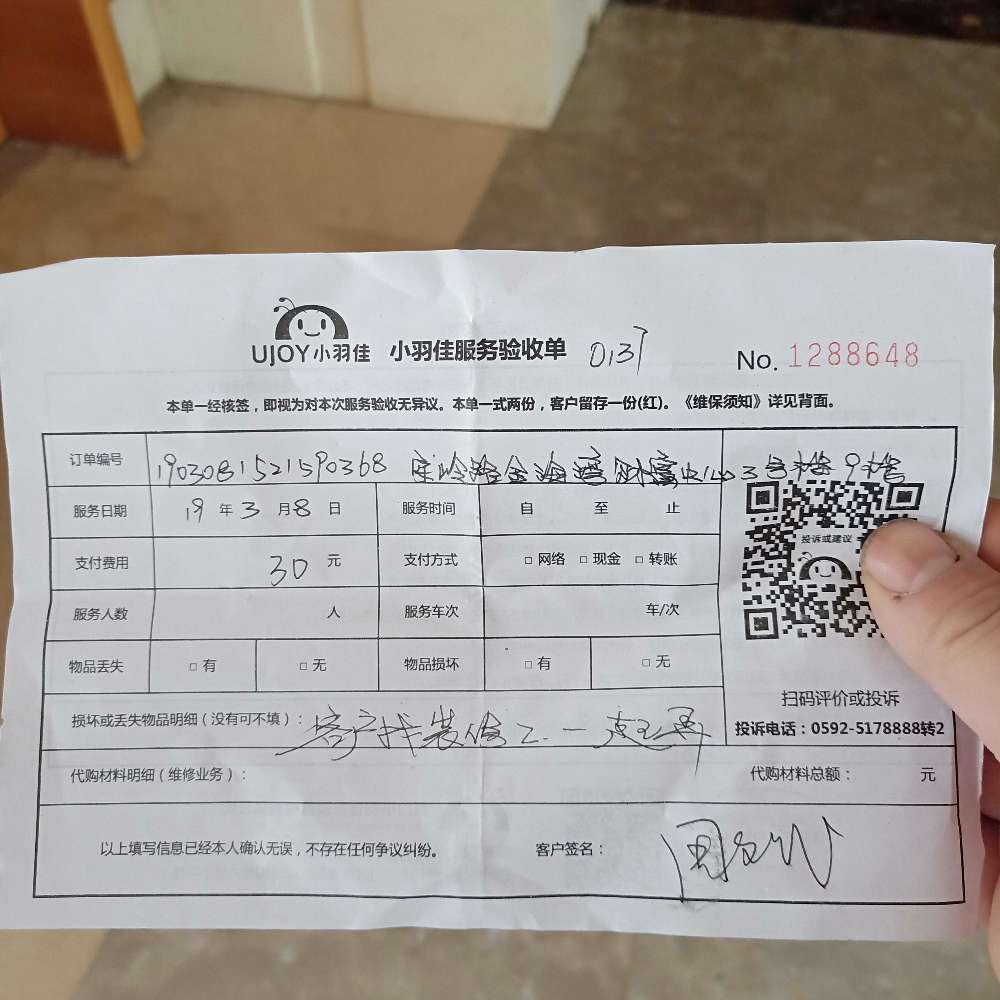 UJOY小羽佳 小羽佳服务验收单 No. 1288648
本单一经核签，即视为对本次服务验收无异议。本单一式两份，客户留存一份(红)。《维保须知》详见背面。
订单编号 1903081521590368
服务日期 19 年 3 月 8 日 服务时间 自 至 止
投诉或建议
支付费用 30 元 支付方式 □ 网络 □ 现金 □ 转账
服务人数 人 服务车次 车/次
物品丢失 □ 有 □ 无 物品损坏 □ 有 □ 无
扫码评价或投诉
损坏或丢失物品明细（没有可不填）： 客户找装修
投诉电话：0592-5178888转2
代购材料明细（维修业务）： 代购材料总额： 元
以上填写信息已经本人确认无误，不存在任何争议纠纷。 客户签名：